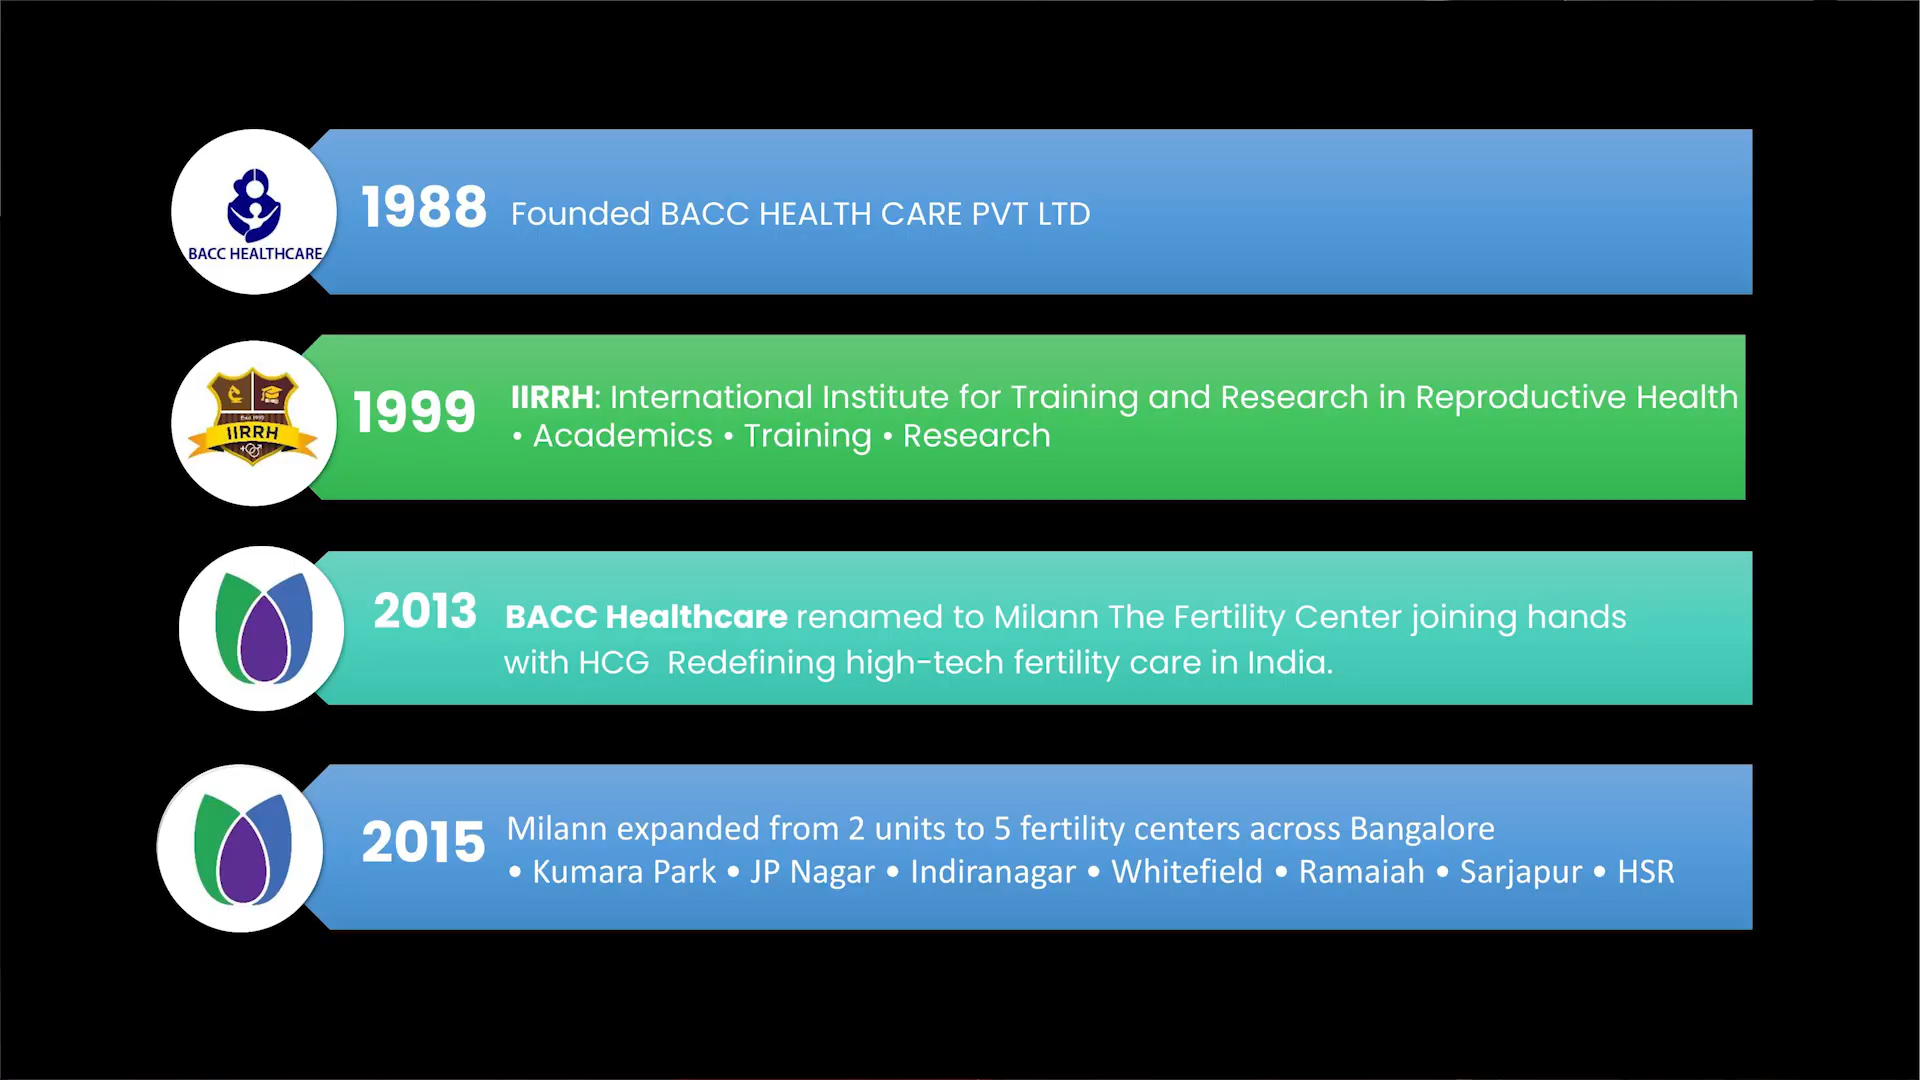 BACC HEALTHCARE
1988 Founded BACC HEALTH CARE PVT LTD
IIRRH
1999 IIRRH: International Institute for Training and Research in Reproductive Health
• Academics • Training • Research
2013 BACC Healthcare renamed to Milann The Fertility Center joining hands
with HCG Redefining high-tech fertility care in India.
2015 Milann expanded from 2 units to 5 fertility centers across Bangalore
• Kumara Park • JP Nagar • Indiranagar • Whitefield • Ramaiah • Sarjapur • HSR